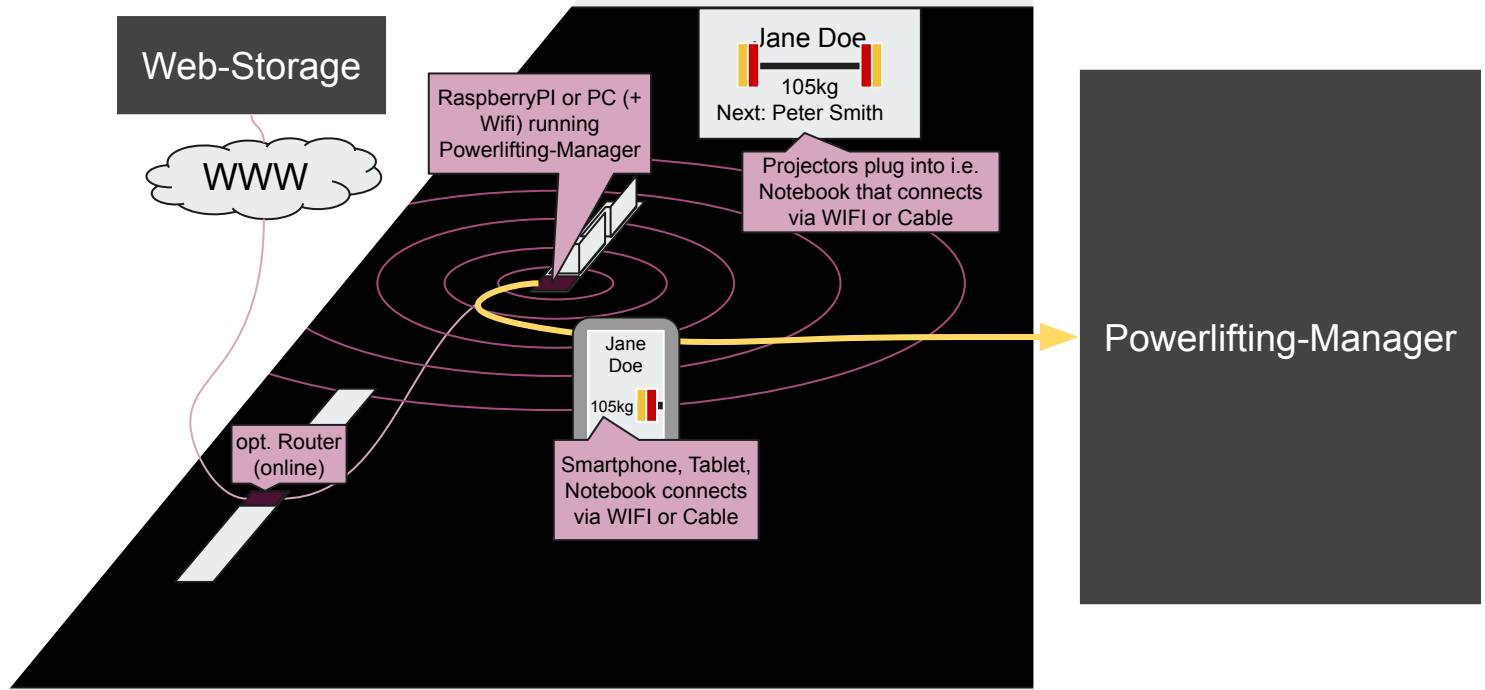 Web-Storage
WWW
RaspberryPI or PC (+
Wifi) running
Powerlifting-Manager
Jane Doe
105kg
Next: Peter Smith
Projectors plug into i.e.
Notebook that connects
via WIFI or Cable
Powerlifting-Manager
Jane
Doe
105kg
opt. Router
(online)
Smartphone, Tablet,
Notebook connects
via WIFI or Cable